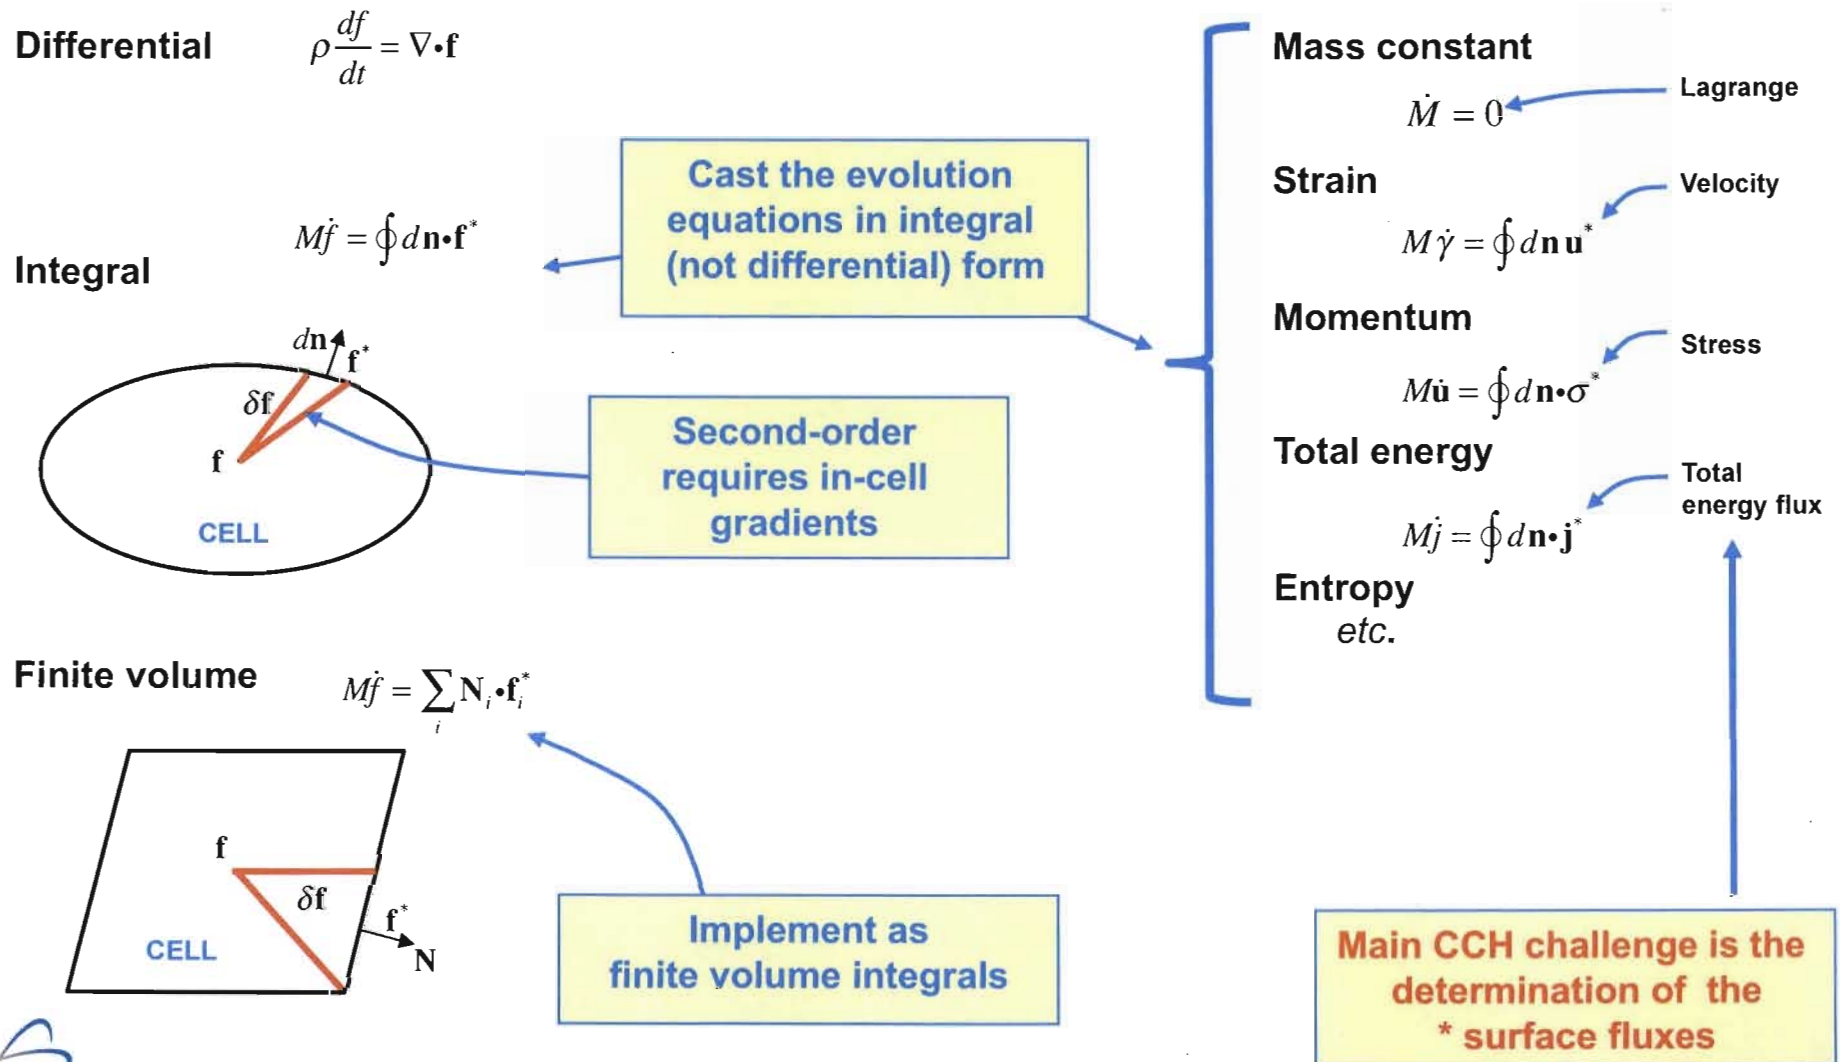 Differential
ρ df/dt = ∇•f
Integral
Mḟ = ∮dn•f*
dn
f*
δf
f
CELL
Finite volume
Mḟ = ∑ᵢ Nᵢ•fᵢ*
f
δf
f*
N
CELL
Cast the evolution
equations in integral
(not differential) form
Second-order
requires in-cell
gradients
Implement as
finite volume integrals
Mass constant
Ṁ = 0
Lagrange
Strain
Mγ̇ = ∮dn u*
Velocity
Momentum
Mu̇ = ∮dn•σ*
Stress
Total energy
Mj̇ = ∮dn•j*
Total
energy flux
Entropy
etc.
Main CCH challenge is the
determination of the
* surface fluxes